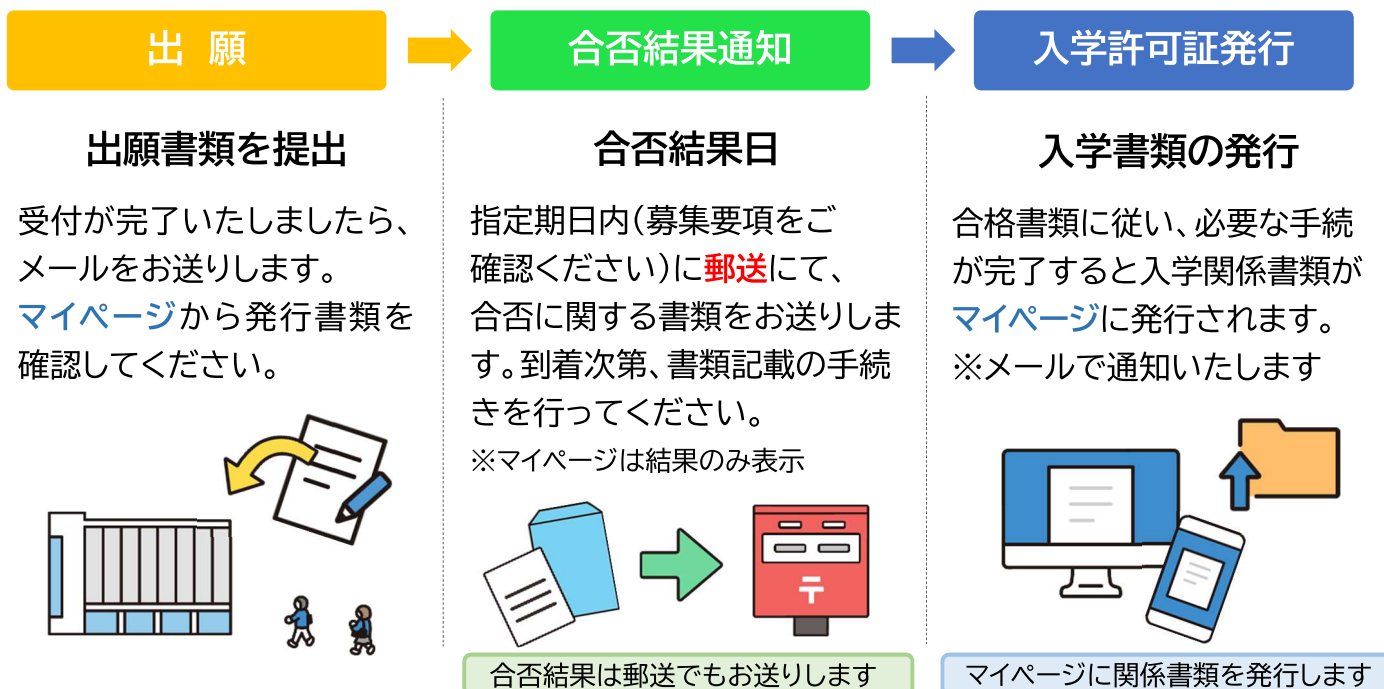 出 願
合否結果通知
入学許可証発行
出願書類を提出
受付が完了いたしましたら、
メールをお送りします。
マイページから発行書類を
確認してください。
合否結果日
指定期日内(募集要項をご
確認ください)に郵送にて、
合否に関する書類をお送りしま
す。到着次第、書類記載の手続
きを行ってください。
※マイページは結果のみ表示
合否結果は郵送でもお送りします
入学書類の発行
合格書類に従い、必要な手続
が完了すると入学関係書類が
マイページに発行されます。
※メールで通知いたします
マイページに関係書類を発行します